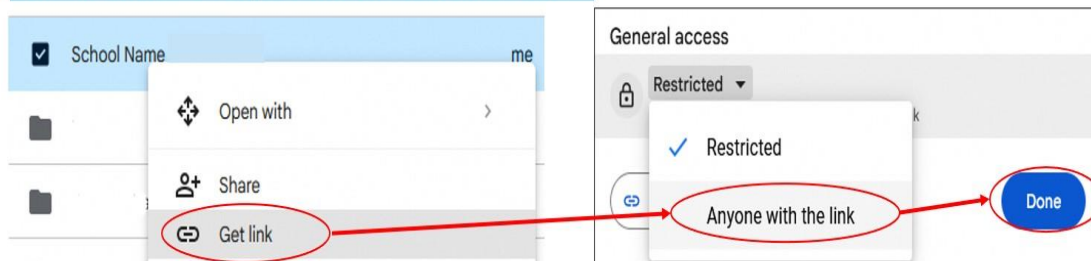 School Name
me
Open with
Share
Get link
General access
Restricted
k
Restricted
Anyone with the link
Done